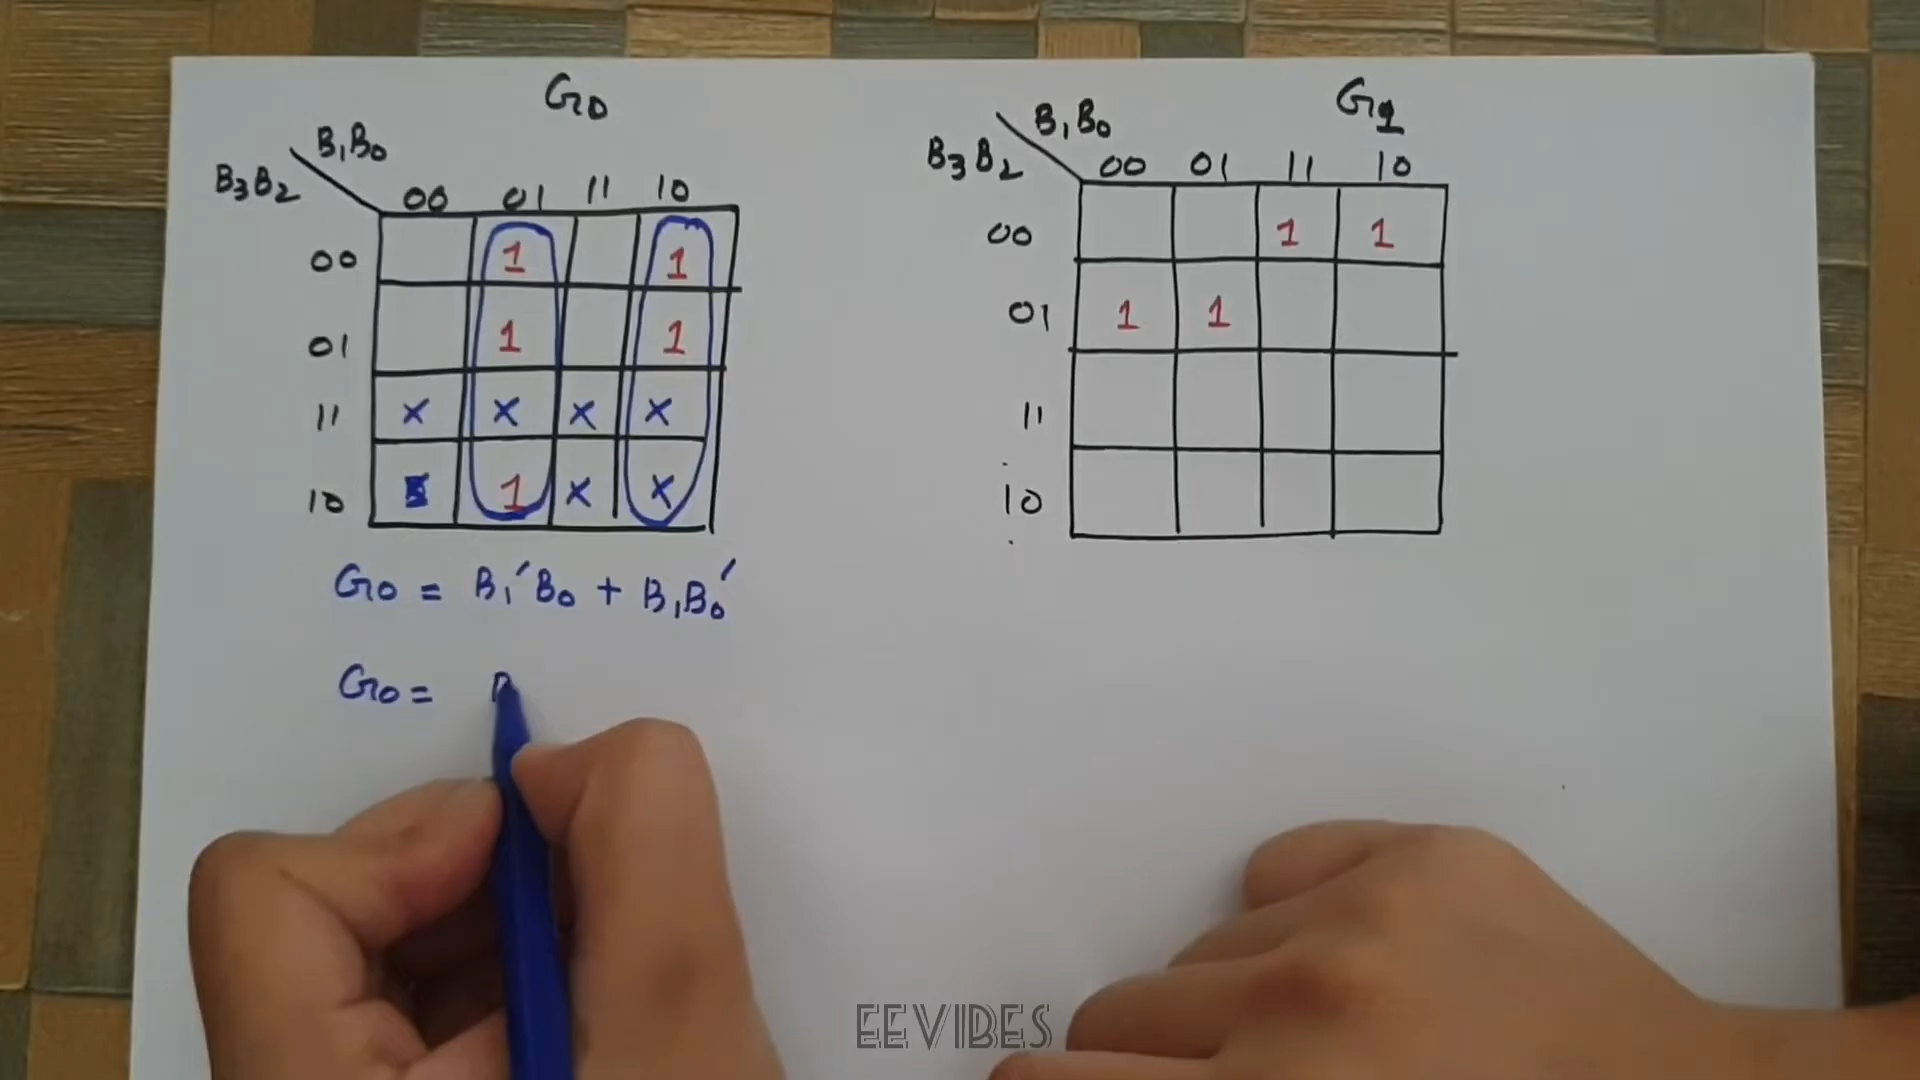 G0
B1B0
B3B2
00 01 11 10
00 1 1
01 1 1
11 x x x x
10 1 x x
G0 = B1'B0 + B1B0'
G0 =
G1
B1B0
B3B2
00 01 11 10
00 1 1
01 1 1
11
10
EEVIBES